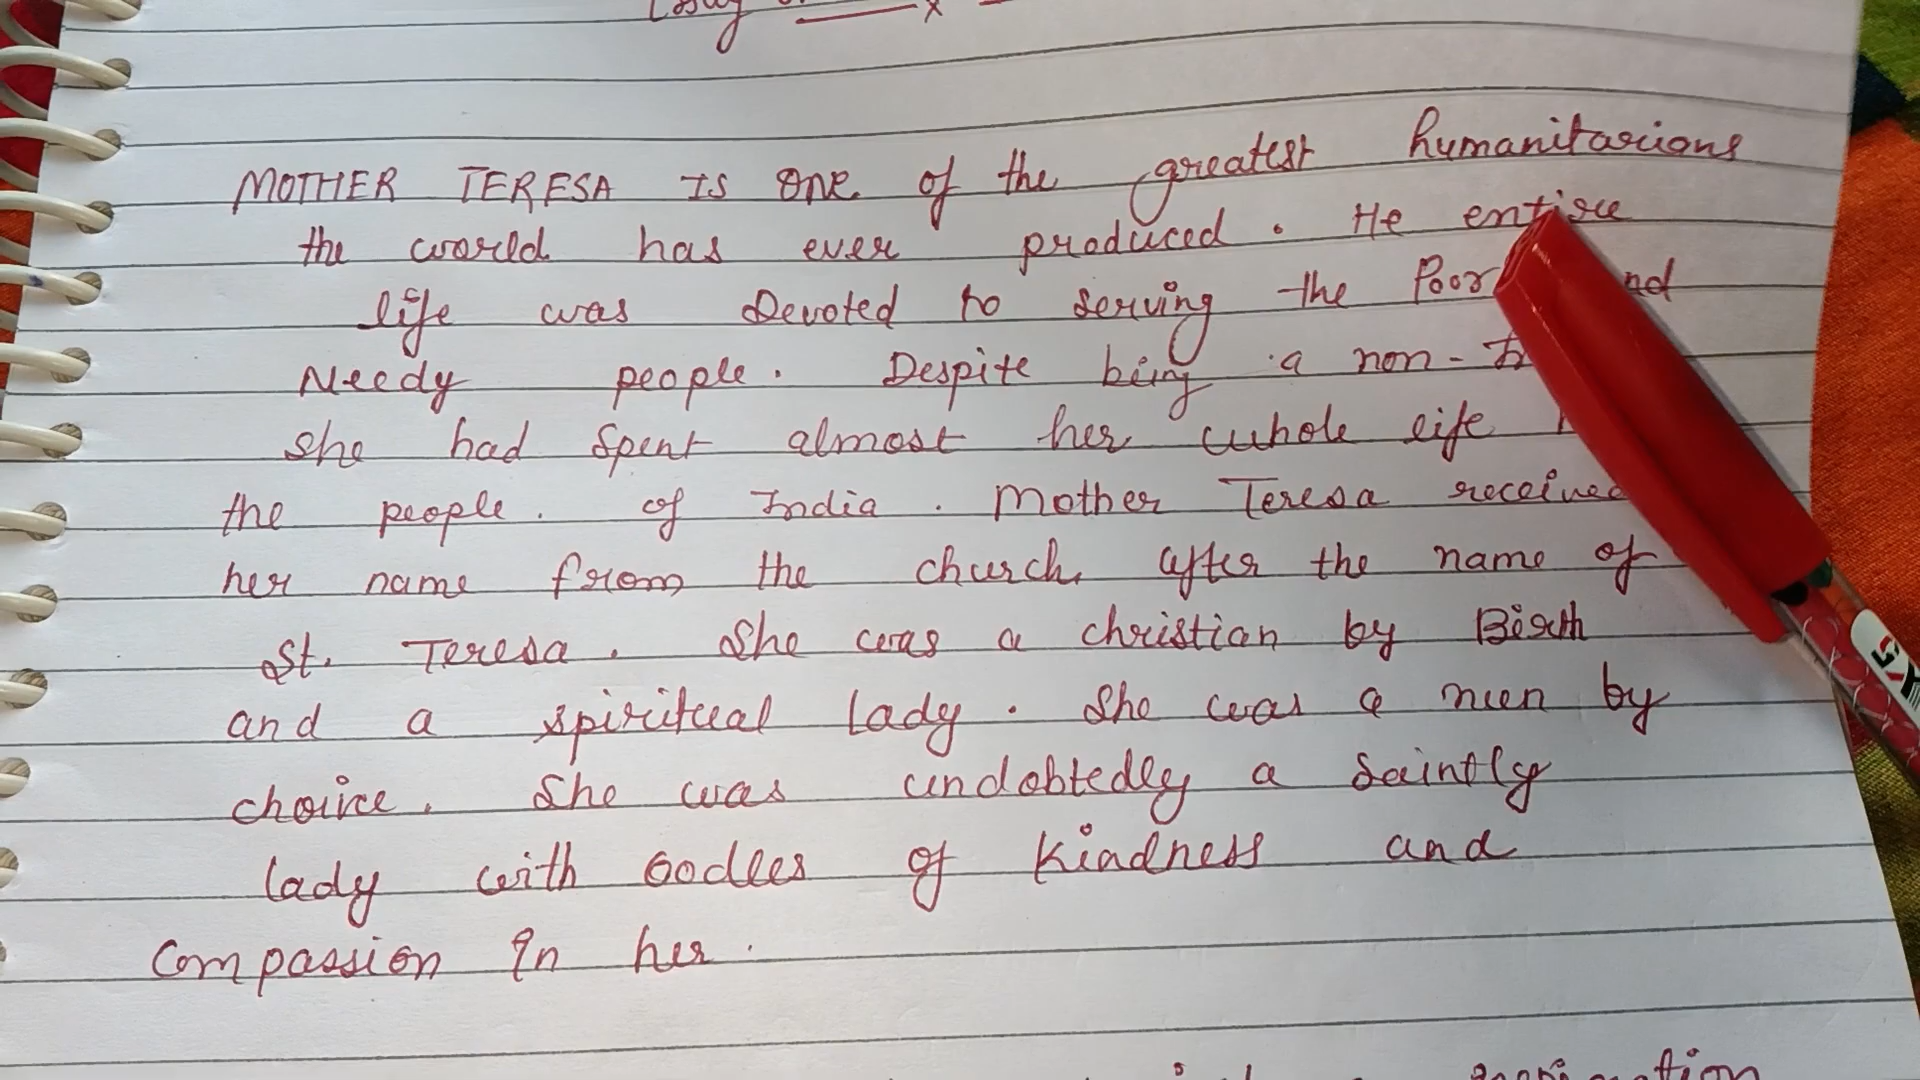 Essay
MOTHER TERESA IS ONE of the greatest humanitarians
the world has ever produced. He entire
life was Devoted to serving the Poor
Needy people. Despite being a non-
she had spent almost her whole life
the people. of India. Mother Teresa received
her name from the church, after the name of
St. Teresa. She was a christian by Birth
and a spiritual lady. She was a nun by
choice. She was undobtedly a saintly
lady with oodles of Kindness and
Compassion In her.